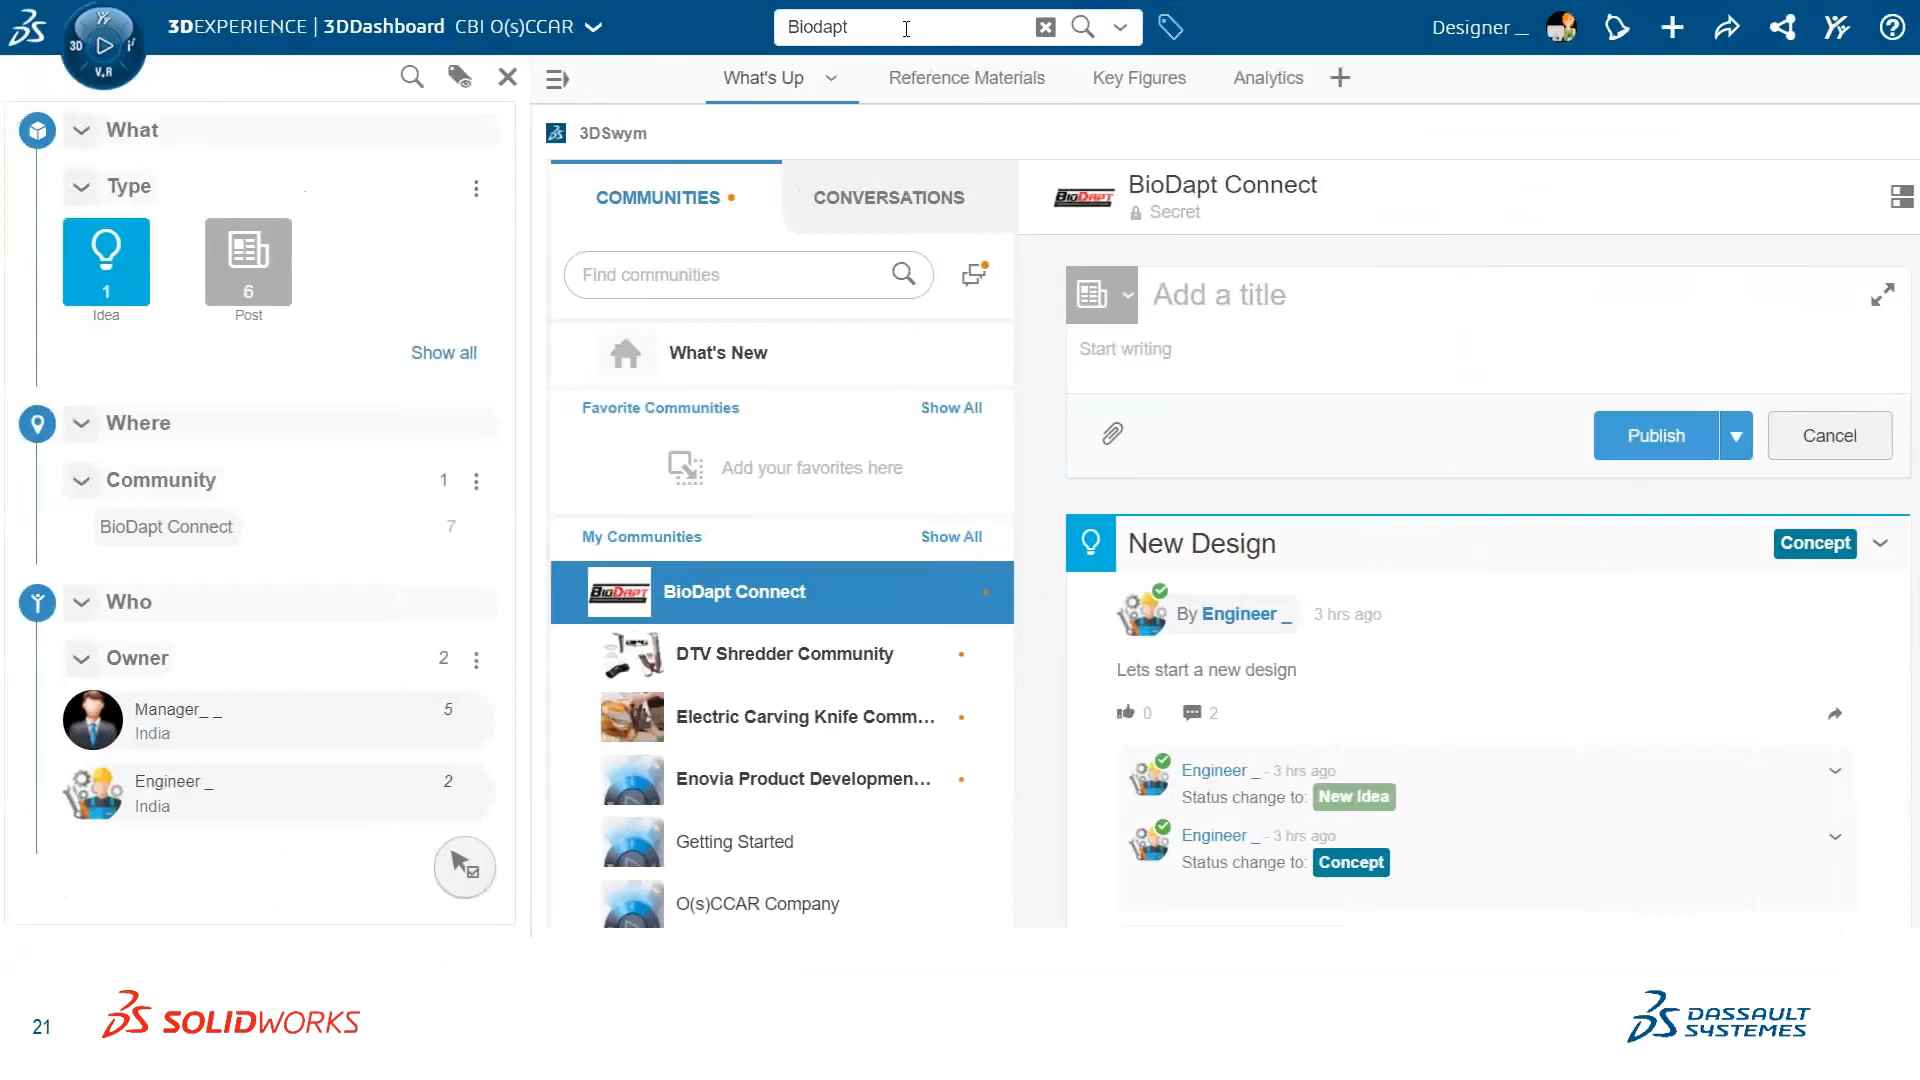 3DEXPERIENCE | 3DDashboard CBI O(s)CCAR
Biodapt
Designer _
3D
V.R
What's Up
Reference Materials
Key Figures
Analytics
What
3DSwym
Type
1
Idea
6
Post
Show all
Where
Community 1
BioDapt Connect 7
Who
Owner 2
Manager_ _ 5
India
Engineer _ 2
India
COMMUNITIES
CONVERSATIONS
Find communities
What's New
Favorite Communities
Show All
Add your favorites here
My Communities
Show All
BIODAPT
BioDapt Connect
DTV Shredder Community
Electric Carving Knife Comm...
Enovia Product Developmen...
Getting Started
O(s)CCAR Company
BIODAPT
BioDapt Connect
Secret
Add a title
Start writing
Publish
Cancel
New Design
Concept
By Engineer _ 3 hrs ago
Lets start a new design
0
2
Engineer _ - 3 hrs ago
Status change to: New Idea
Engineer _ - 3 hrs ago
Status change to: Concept
21
SOLIDWORKS
DASSAULT
SYSTEMES